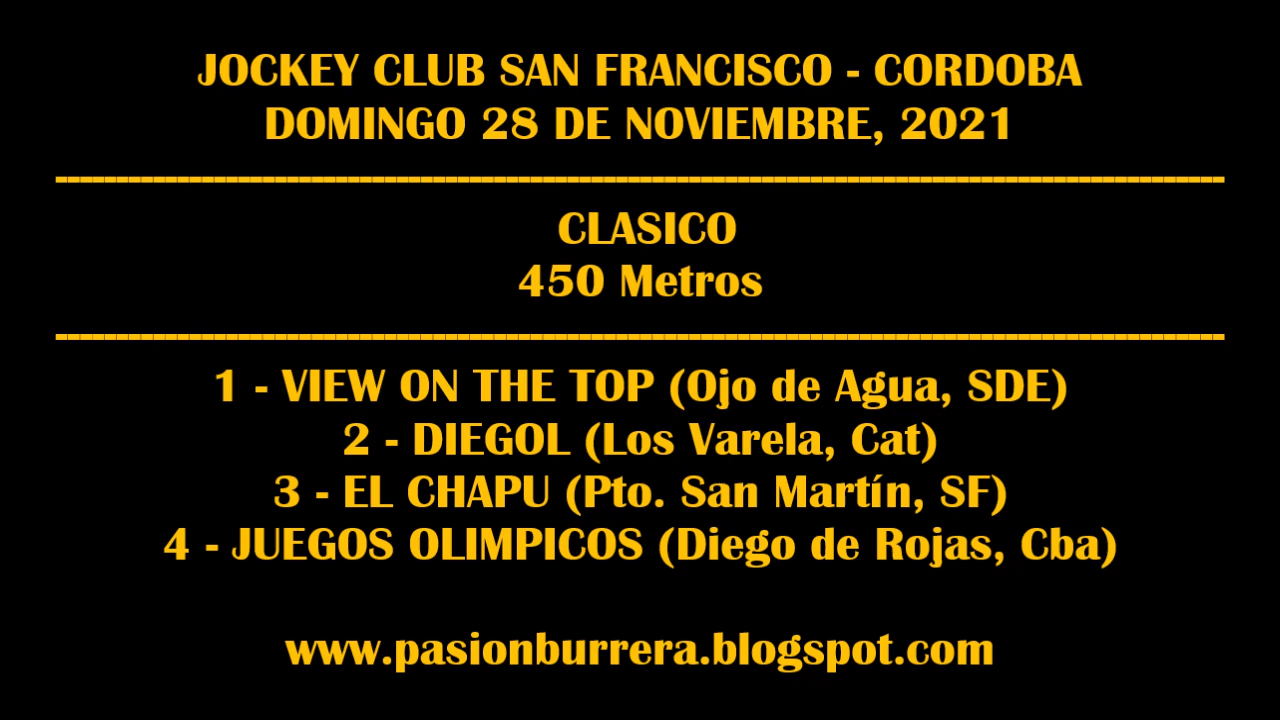 JOCKEY CLUB SAN FRANCISCO - CORDOBA
DOMINGO 28 DE NOVIEMBRE, 2021
CLASICO
450 Metros
1 - VIEW ON THE TOP (Ojo de Agua, SDE)
2 - DIEGOL (Los Varela, Cat)
3 - EL CHAPU (Pto. San Martín, SF)
4 - JUEGOS OLIMPICOS (Diego de Rojas, Cba)
www.pasionburrera.blogspot.com